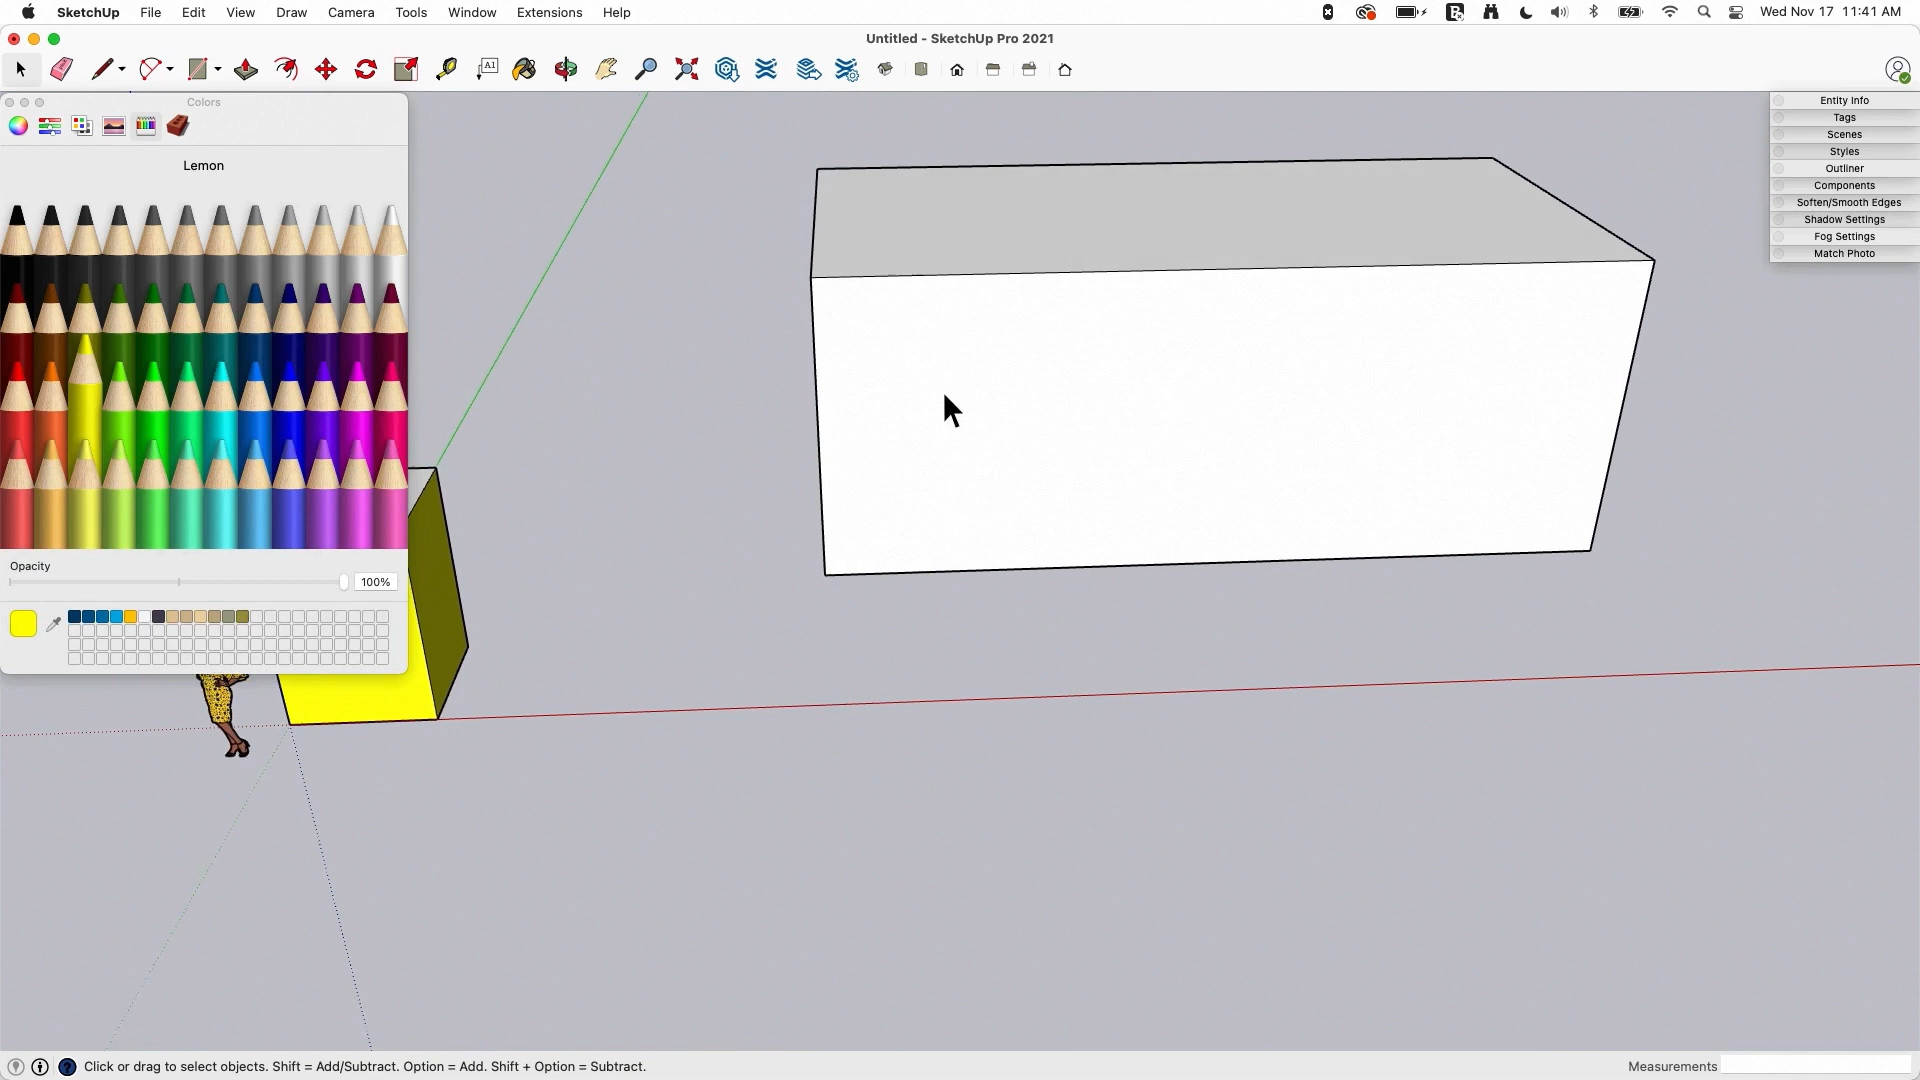 SketchUp File Edit View Draw Camera Tools Window Extensions Help Wed Nov 17 11:41 AM
Untitled - SketchUp Pro 2021
A1
Colors
Lemon
Opacity
100%
Entity Info
Tags
Scenes
Styles
Outliner
Components
Soften/Smooth Edges
Shadow Settings
Fog Settings
Match Photo
Click or drag to select objects. Shift = Add/Subtract. Option = Add. Shift + Option = Subtract.
Measurements